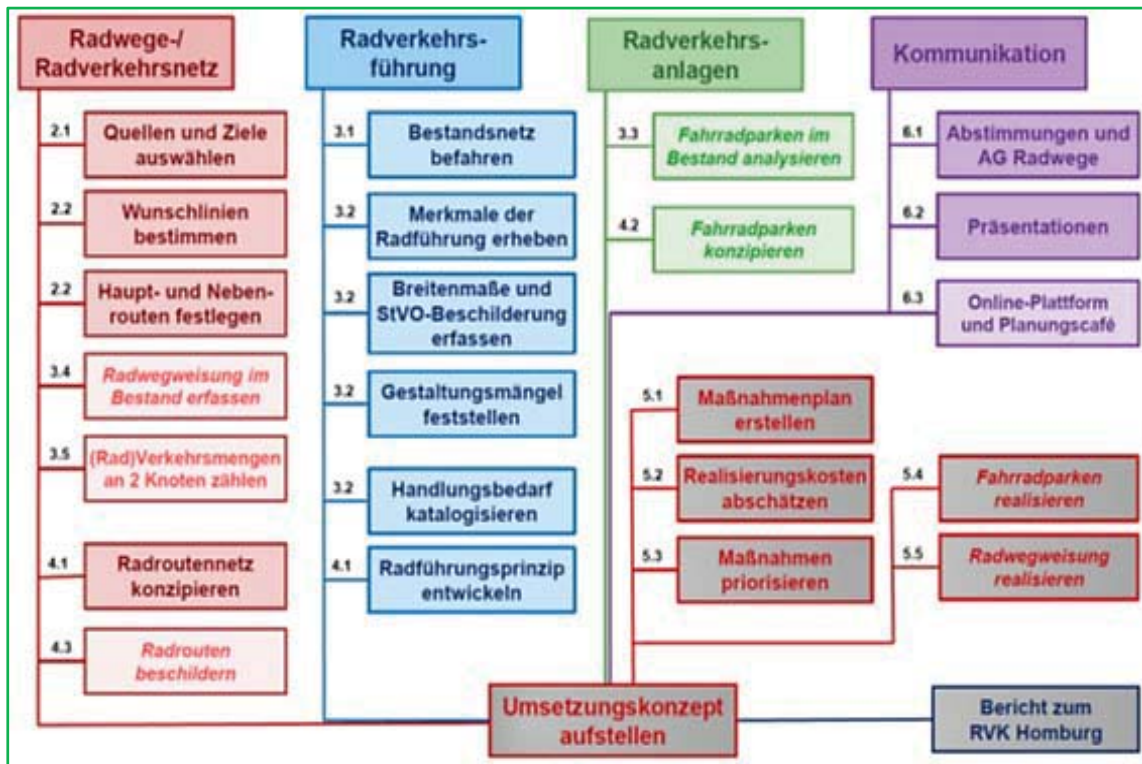 Radwege-/
Radverkehrsnetz
2.1
Quellen und Ziele
auswählen
2.2
Wunschlinien
bestimmen
2.2
Haupt- und Neben-
routen festlegen
3.4
Radwegweisung im
Bestand erfassen
3.5
(Rad)Verkehrsmengen
an 2 Knoten zählen
4.1
Radroutennetz
konzipieren
4.3
Radrouten
beschildern
Radverkehrs-
führung
3.1
Bestandsnetz
befahren
3.2
Merkmale der
Radführung erheben
3.2
Breitenmaße und
StVO-Beschilderung
erfassen
3.2
Gestaltungsmängel
feststellen
3.2
Handlungsbedarf
katalogisieren
4.1
Radführungsprinzip
entwickeln
Radverkehrs-
anlagen
3.3
Fahrradparken im
Bestand analysieren
4.2
Fahrradparken
konzipieren
Kommunikation
6.1
Abstimmungen und
AG Radwege
6.2
Präsentationen
6.3
Online-Plattform
und Planungscafé
5.1
Maßnahmenplan
erstellen
5.2
Realisierungskosten
abschätzen
5.3
Maßnahmen
priorisieren
5.4
Fahrradparken
realisieren
5.5
Radwegweisung
realisieren
Umsetzungskonzept
aufstellen
Bericht zum
RVK Homburg